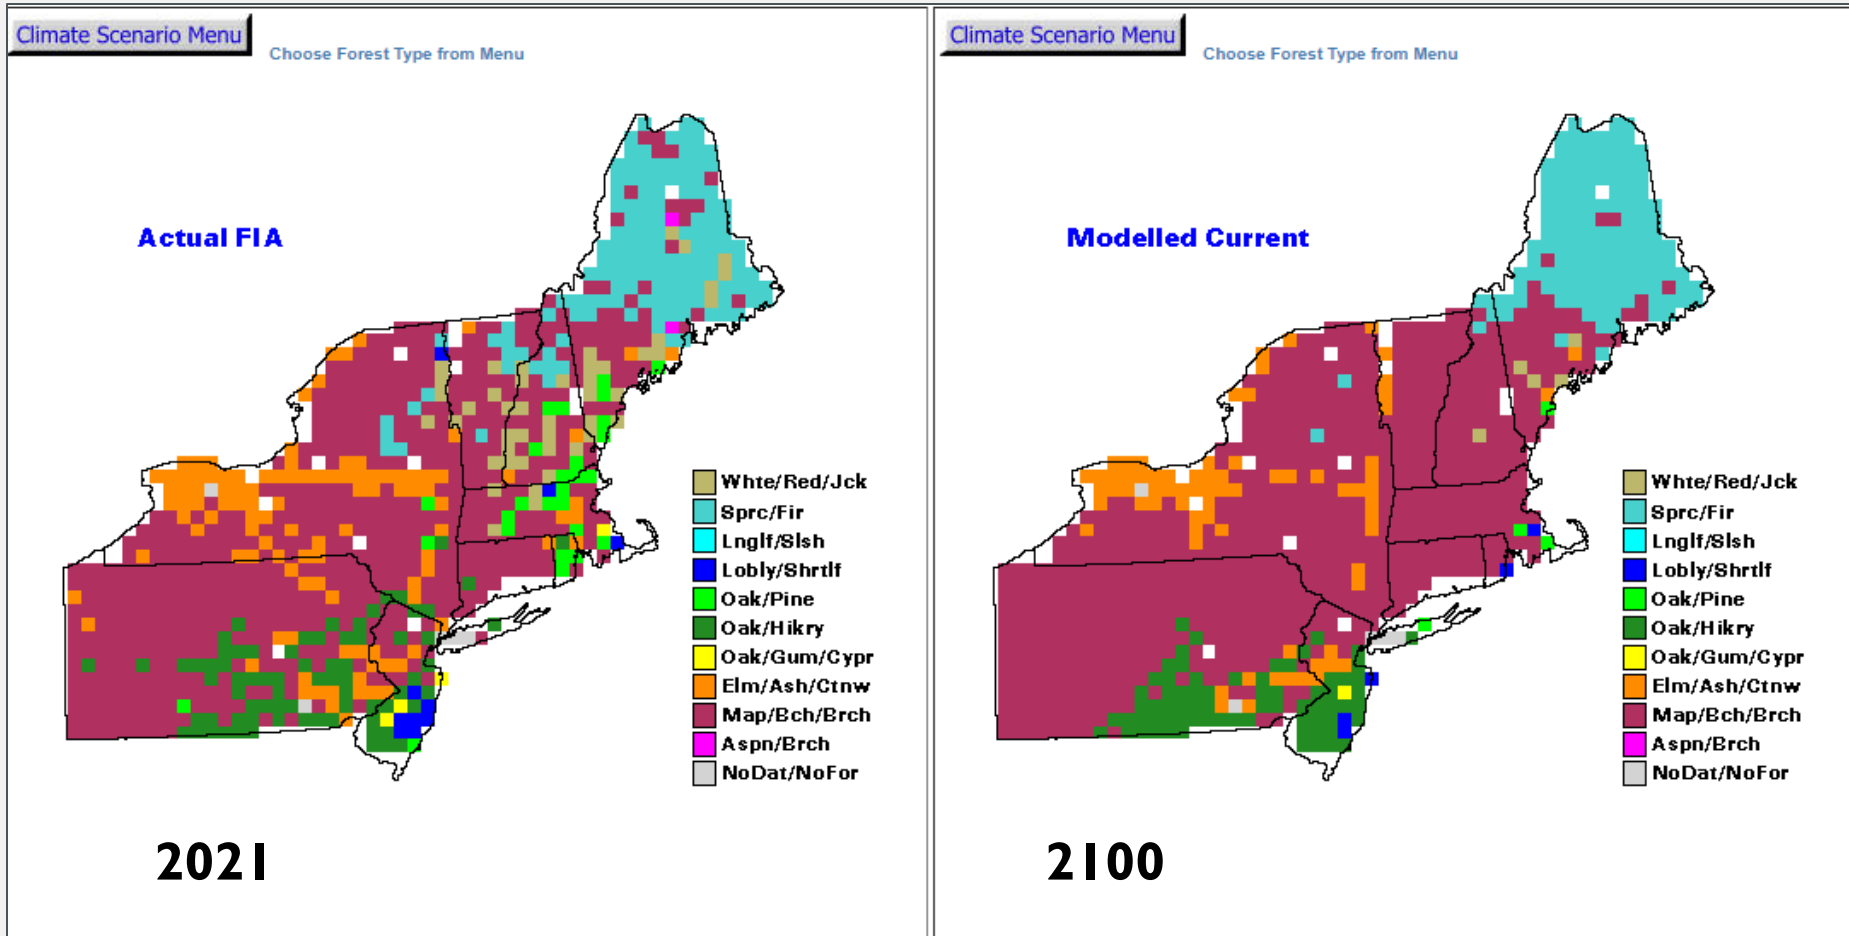 Climate Scenario Menu
Choose Forest Type from Menu
Actual FIA
Whte/Red/Jck
Sprc/Fir
Lnglf/Slsh
Lobly/Shrtlf
Oak/Pine
Oak/Hikry
Oak/Gum/Cypr
Elm/Ash/Ctnw
Map/Bch/Brch
Aspn/Brch
NoDat/NoFor
2021
Climate Scenario Menu
Choose Forest Type from Menu
Modelled Current
Whte/Red/Jck
Sprc/Fir
Lnglf/Slsh
Lobly/Shrtlf
Oak/Pine
Oak/Hikry
Oak/Gum/Cypr
Elm/Ash/Ctnw
Map/Bch/Brch
Aspn/Brch
NoDat/NoFor
2100